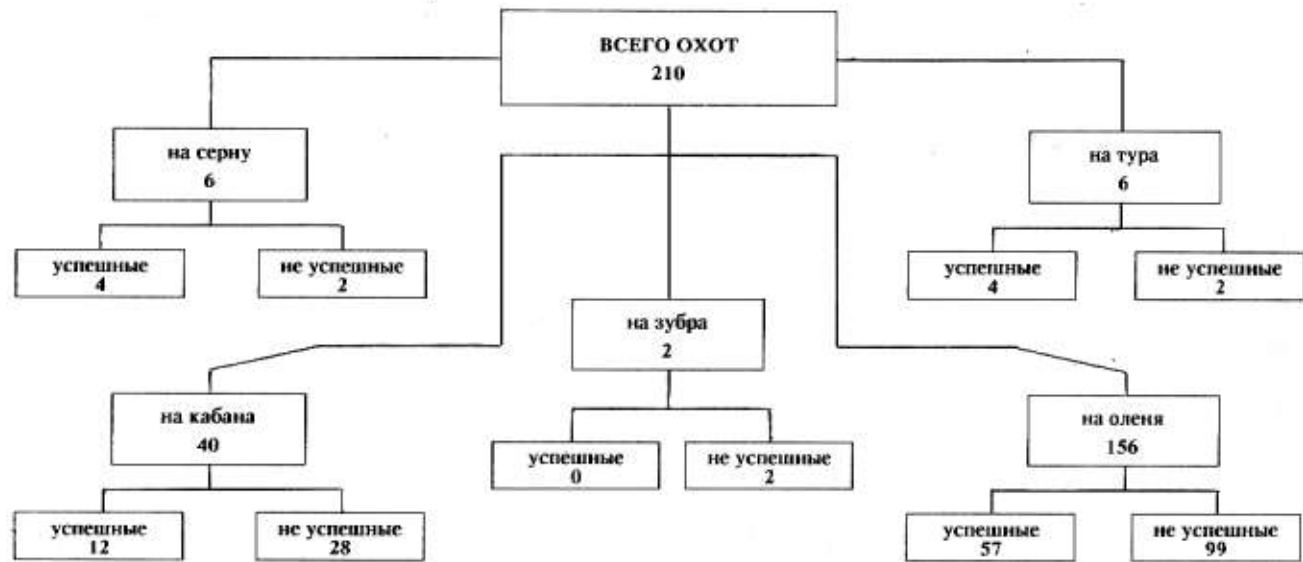 ВСЕГО ОХОТ
210
на серну
6
успешные
4
не успешные
2
на тура
6
успешные
4
не успешные
2
на зубра
2
успешные
0
не успешные
2
на кабана
40
успешные
12
не успешные
28
на оленя
156
успешные
57
не успешные
99